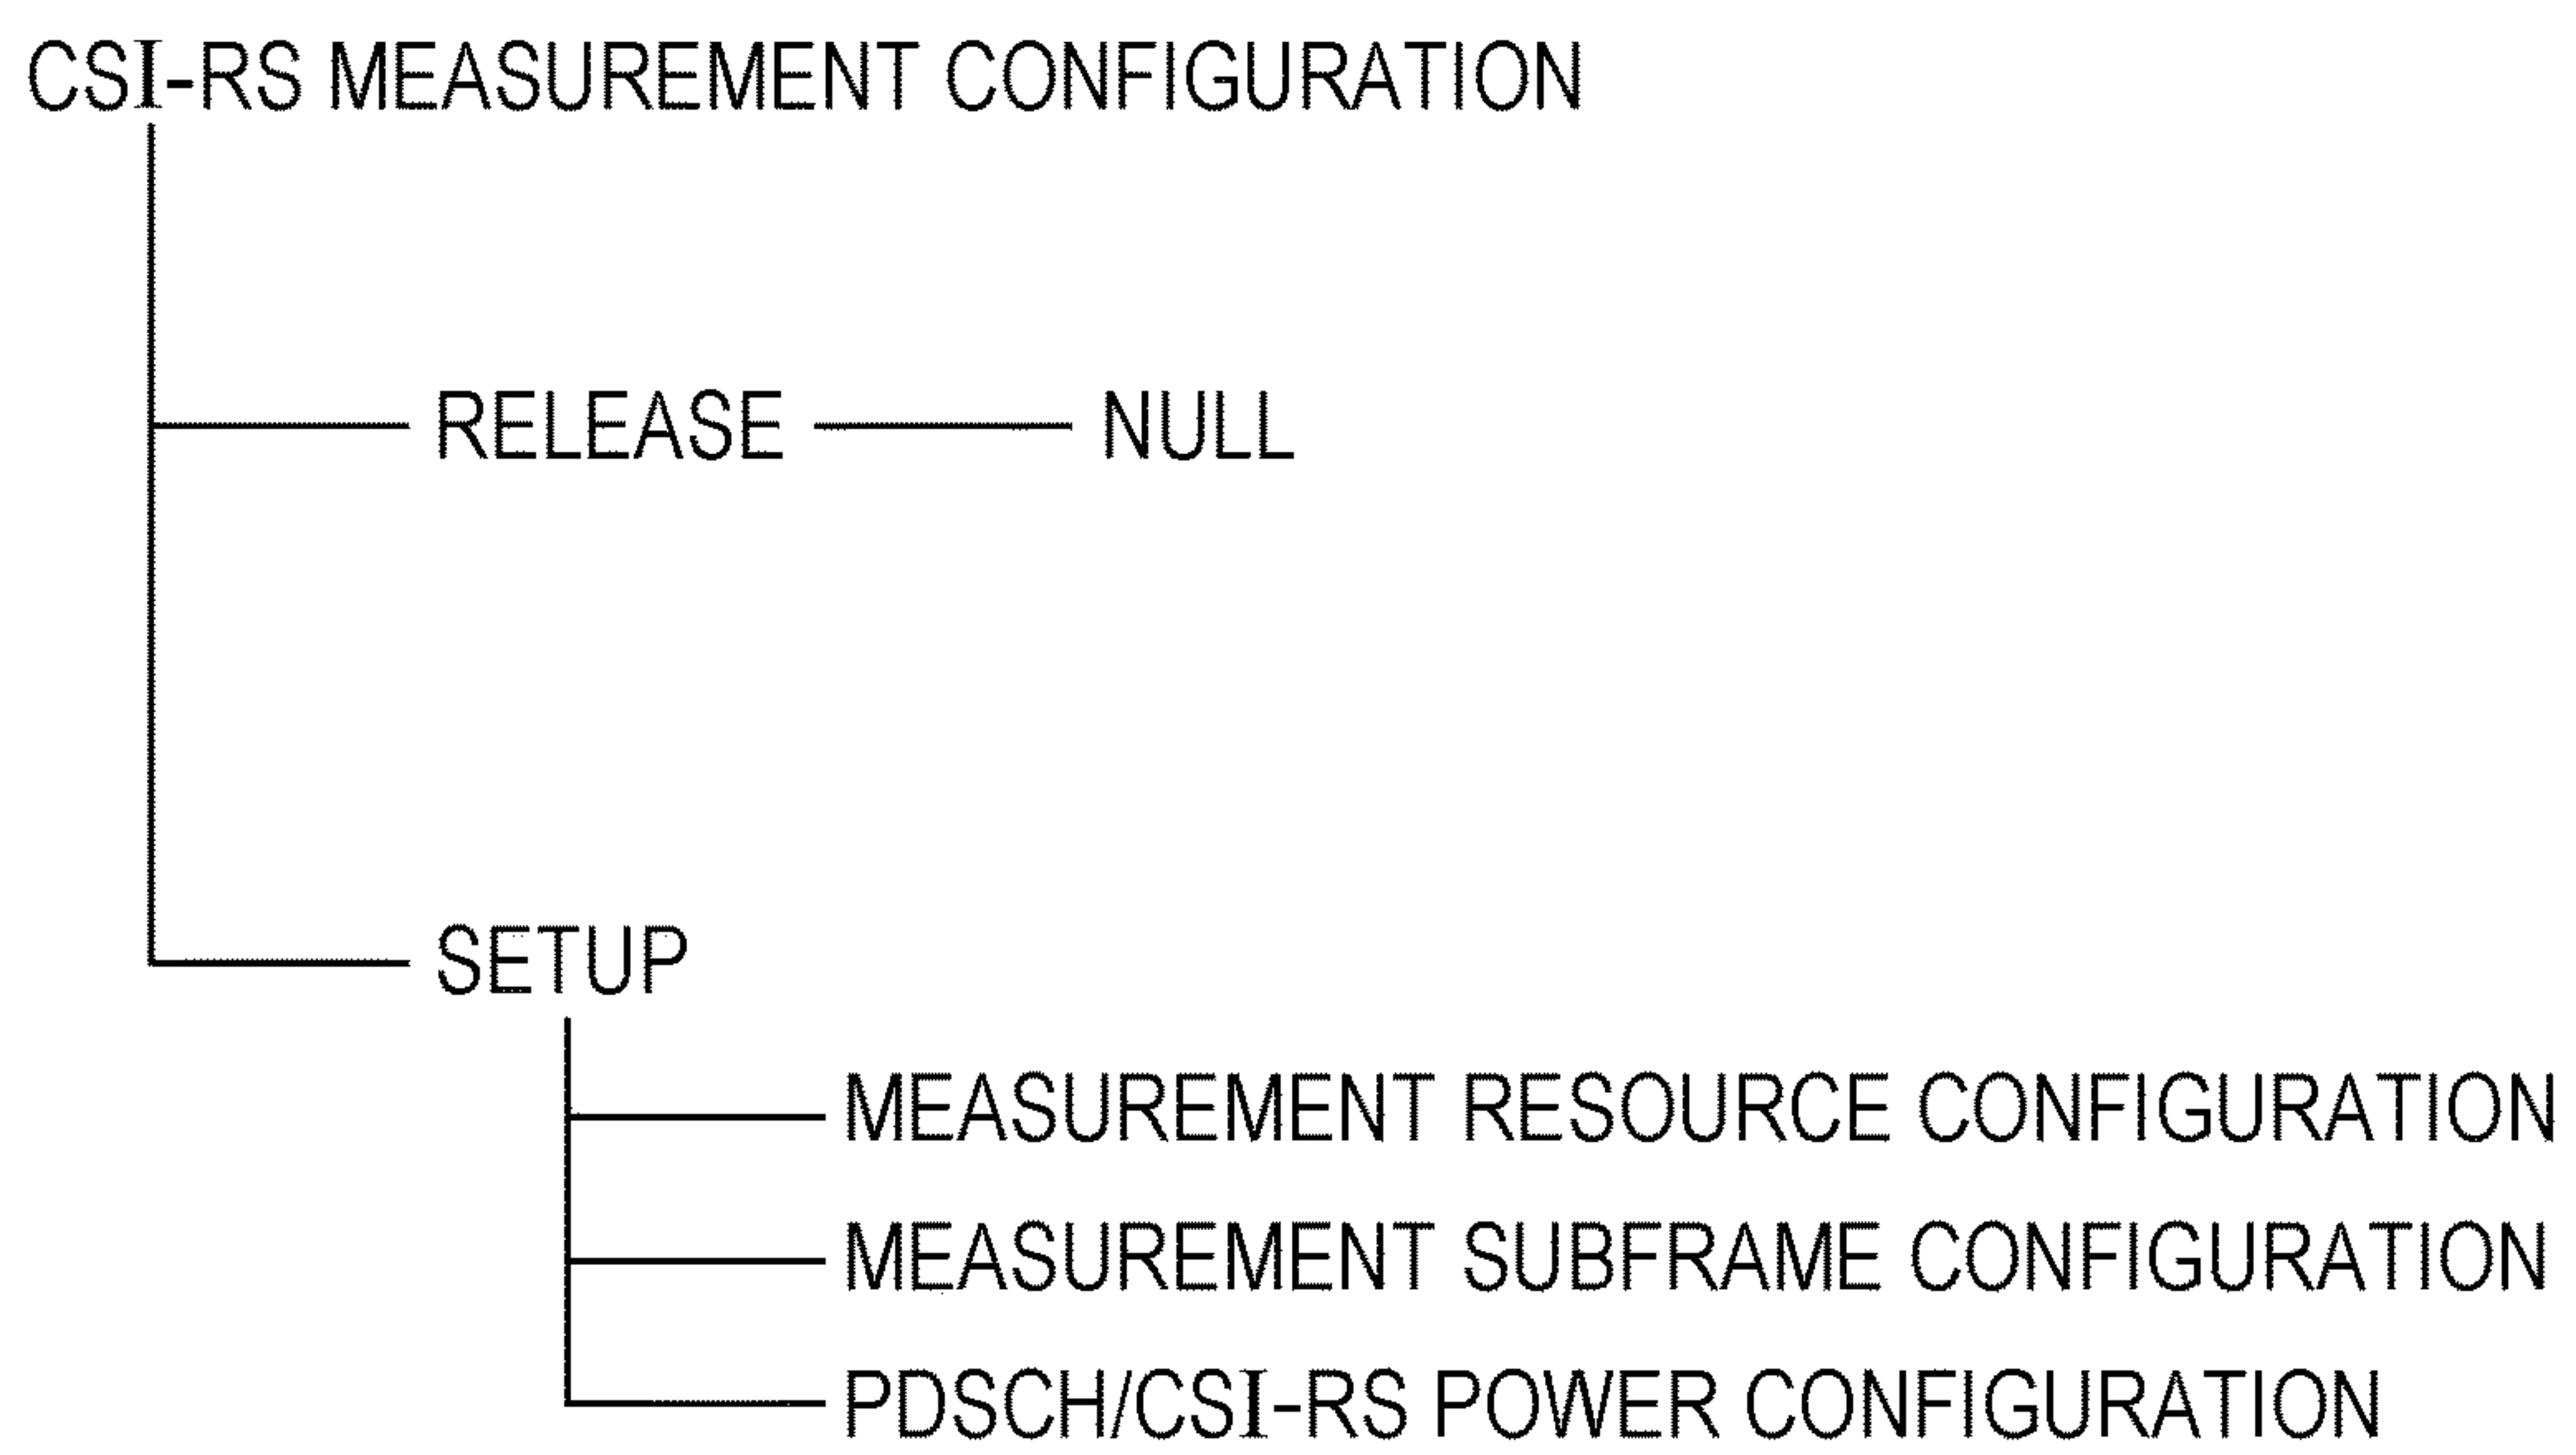 CSI-RS MEASUREMENT CONFIGURATION
RELEASE NULL
SETUP
MEASUREMENT RESOURCE CONFIGURATION
MEASUREMENT SUBFRAME CONFIGURATION
PDSCH/CSI-RS POWER CONFIGURATION